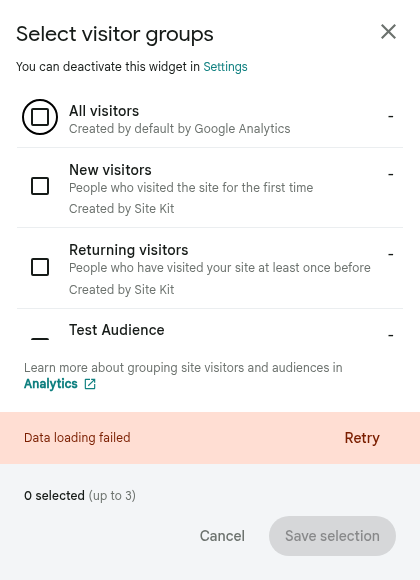 Select visitor groups
You can deactivate this widget in Settings
All visitors -
Created by default by Google Analytics
New visitors -
People who visited the site for the first time
Created by Site Kit
Returning visitors -
People who have visited your site at least once before
Created by Site Kit
Test Audience -
Learn more about grouping site visitors and audiences in
Analytics
Data loading failed Retry
0 selected (up to 3)
Cancel Save selection